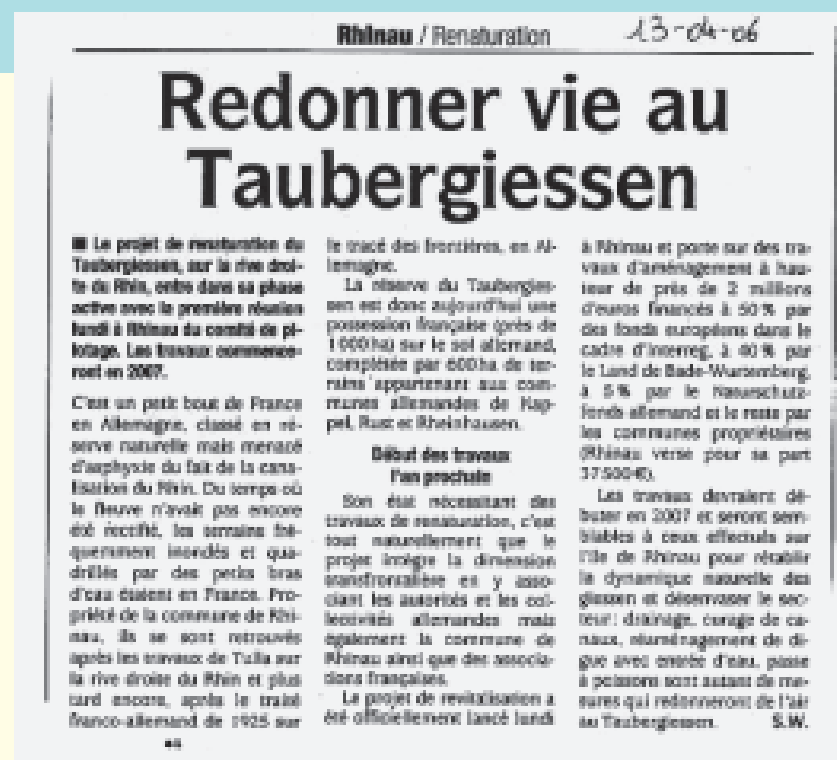 Rhinau / Renaturation
13-04-06
Redonner vie au
Taubergiessen
■ Le projet de renaturation du
Taubergiessen, sur la rive droi-
te du Rhin, entre dans sa phase
active avec la première réunion
lundi à Rhinau du comité de pi-
lotage. Les travaux commence-
ront en 2007.
C'est un petit bout de France
en Allemagne, classé en ré-
serve naturelle mais menacé
d'asphyxie du fait de la cana-
lisation du Rhin. Du temps où
le fleuve n'avait pas encore
été rectifié, les terrains fré-
quemment inondés et qua-
drillés par des petits bras
d'eau étaient en France. Pro-
priété de la commune de Rhi-
nau, ils se sont retrouvés
après les travaux de Tulla sur
la rive droite du Rhin et plus
tard encore, après le traité
franco-allemand de 1925 sur
le tracé des frontières, en Al-
lemagne.
La réserve du Taubergies-
sen est donc aujourd'hui une
possession française (près de
1000 ha) sur le sol allemand,
complétée par 600 ha de ter-
rains appartenant aux com-
munes allemandes de Kap-
pel, Rust et Rheinhausen.
Début des travaux
l'an prochain
Son état nécessitant des
travaux de renaturation, c'est
tout naturellement que le
projet intègre la dimension
transfrontalière en y asso-
ciant les autorités et les col-
lectivités allemandes mais
également la commune de
Rhinau ainsi que des associa-
tions françaises.
Le projet de revitalisation a
été officiellement lancé lundi
à Rhinau et porte sur des tra-
vaux d'aménagement à hau-
teur de près de 2 millions
d'euros financés à 50 % par
des fonds européens dans le
cadre d'Interreg, à 40 % par
le Land de Bade-Wurtemberg,
à 5 % par le Naturschutz-
fonds allemand et le reste par
les communes propriétaires
(Rhinau verse pour sa part
37500 €).
Les travaux devraient dé-
buter en 2007 et seront sem-
blables à ceux effectués sur
l'île de Rhinau pour rétablir
la dynamique naturelle des
giessen et désenvaser le sec-
teur : drainage, curage de ca-
naux, réaménagement de di-
gue avec entrée d'eau, passe
à poissons sont autant de me-
sures qui redonneront de l'air
au Taubergiessen. S.W.